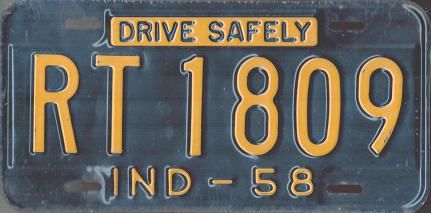 DRIVE SAFELY
RT 1809
IND - 58